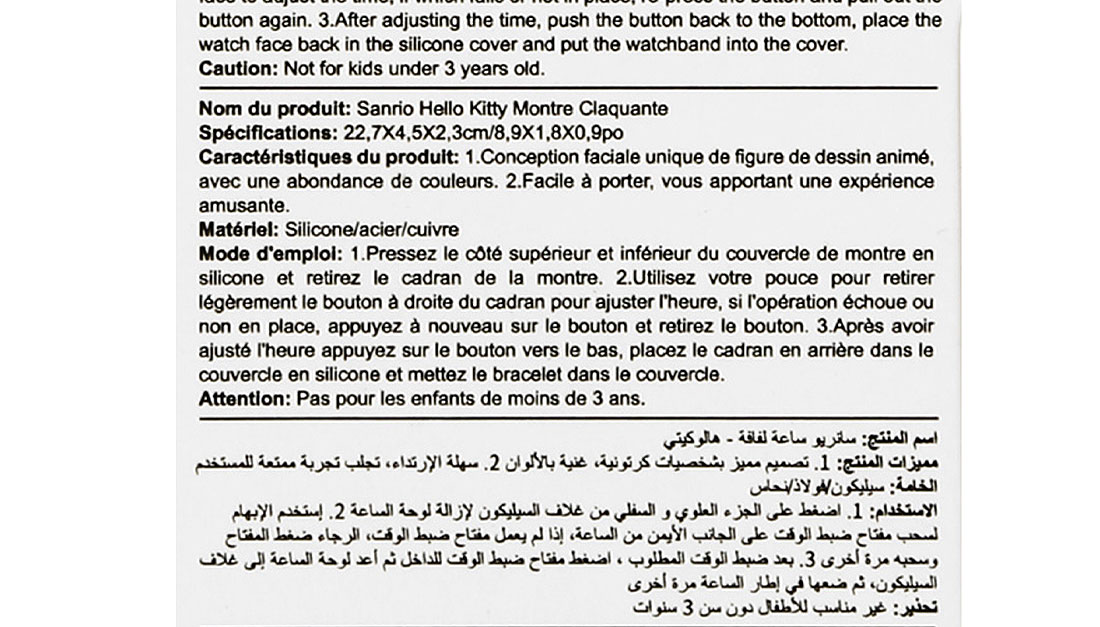 face to adjust the time, if which fails or not in place, re-press the button and pull out the
button again. 3.After adjusting the time, push the button back to the bottom, place the
watch face back in the silicone cover and put the watchband into the cover.
Caution: Not for kids under 3 years old.
Nom du produit: Sanrio Hello Kitty Montre Claquante
Spécifications: 22,7X4,5X2,3cm/8,9X1,8X0,9po
Caractéristiques du produit: 1.Conception faciale unique de figure de dessin animé,
avec une abondance de couleurs. 2.Facile à porter, vous apportant une expérience
amusante.
Matériel: Silicone/acier/cuivre
Mode d'emploi: 1.Pressez le côté supérieur et inférieur du couvercle de montre en
silicone et retirez le cadran de la montre. 2.Utilisez votre pouce pour retirer
légèrement le bouton à droite du cadran pour ajuster l'heure, si l'opération échoue ou
non en place, appuyez à nouveau sur le bouton et retirez le bouton. 3.Après avoir
ajusté l'heure appuyez sur le bouton vers le bas, placez le cadran en arrière dans le
couvercle en silicone et mettez le bracelet dans le couvercle.
Attention: Pas pour les enfants de moins de 3 ans.
اسم المنتج: سانريو ساعة لفافة - هالوكيتي
مميزات المنتج: 1. تصميم مميز بشخصيات كرتونية، غنية بالألوان 2. سهلة الإرتداء، تجلب تجربة ممتعة للمستخدم
الخامة: سيليكون/فولاذ/نحاس
الاستخدام: 1. اضغط على الجزء العلوي و السفلي من غلاف السيليكون لإزالة لوحة الساعة 2. إستخدم الإبهام
لسحب مفتاح ضبط الوقت على الجانب الأيمن من الساعة، إذا لم يعمل مفتاح ضبط الوقت، الرجاء ضغط المفتاح
وسحبه مرة أخرى 3. بعد ضبط الوقت المطلوب ، اضغط مفتاح ضبط الوقت للداخل ثم أعد لوحة الساعة إلى غلاف
السيليكون، ثم ضعها في إطار الساعة مرة أخرى
تحذير: غير مناسب للأطفال دون سن 3 سنوات